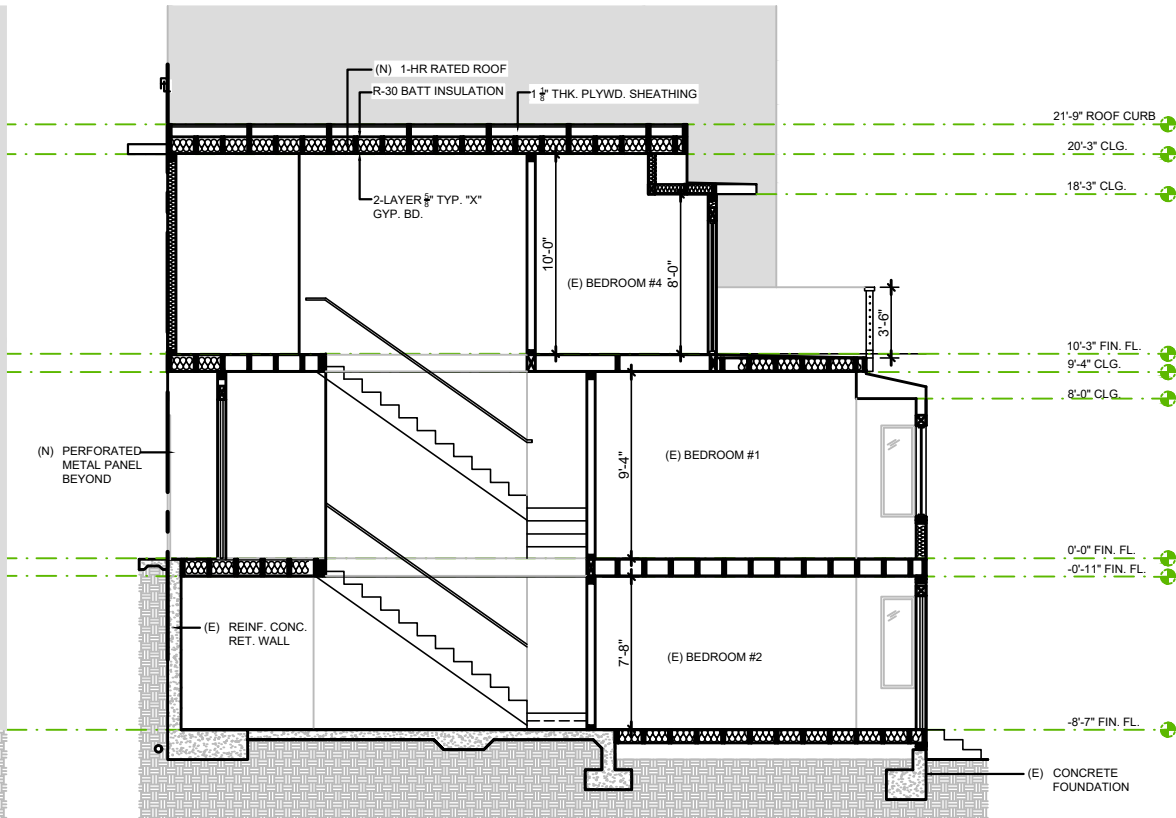 (N) 1-HR RATED ROOF
R-30 BATT INSULATION
1 1/8" THK. PLYWD. SHEATHING
21'-9" ROOF CURB
20'-3" CLG.
18'-3" CLG.
2-LAYER 5/8" TYP. "X"
GYP. BD.
10'-0"
(E) BEDROOM #4
8'-0"
3'-6"
10'-3" FIN. FL.
9'-4" CLG.
8'-0" CLG.
(N) PERFORATED
METAL PANEL
BEYOND
(E) BEDROOM #1
9'-4"
0'-0" FIN. FL.
-0'-11" FIN. FL.
(E) REINF. CONC.
RET. WALL
(E) BEDROOM #2
7'-8"
-8'-7" FIN. FL.
(E) CONCRETE
FOUNDATION